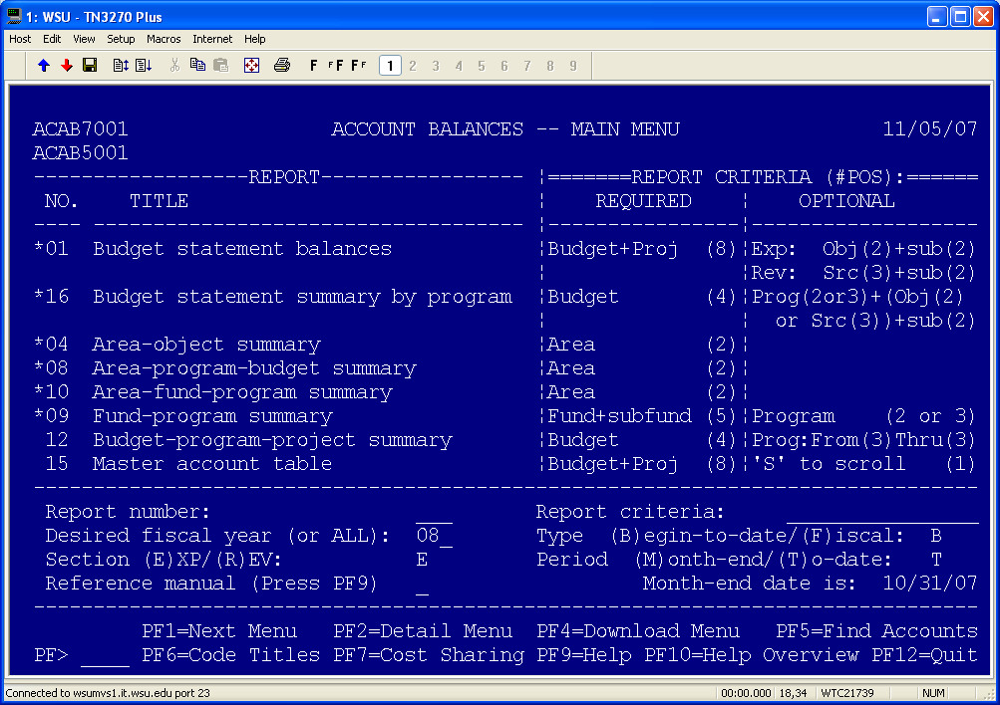 1: WSU - TN3270 Plus
Host Edit View Setup Macros Internet Help
F F F F F 1 2 3 4 5 6 7 8 9
ACAB7001 ACCOUNT BALANCES -- MAIN MENU 11/05/07
ACAB5001
------------------REPORT----------------- ¦=======REPORT CRITERIA (#POS):======
NO. TITLE ¦ REQUIRED ¦ OPTIONAL
---- ------------------------------------ ¦----------------¦-------------------
*01 Budget statement balances ¦Budget+Proj (8)¦Exp: Obj(2)+sub(2)
¦ ¦Rev: Src(3)+sub(2)
*16 Budget statement summary by program ¦Budget (4)¦Prog(2or3)+(Obj(2)
¦ ¦ or Src(3))+sub(2)
*04 Area-object summary ¦Area (2)¦
*08 Area-program-budget summary ¦Area (2)¦
*10 Area-fund-program summary ¦Area (2)¦
*09 Fund-program summary ¦Fund+subfund (5)¦Program (2 or 3)
12 Budget-program-project summary ¦Budget (4)¦Prog:From(3)Thru(3)
15 Master account table ¦Budget+Proj (8)¦'S' to scroll (1)
-------------------------------------------------------------------------------
Report number: ___ Report criteria: ________________
Desired fiscal year (or ALL): 08_ Type (B)egin-to-date/(F)iscal: B
Section (E)XP/(R)EV: E Period (M)onth-end/(T)o-date: T
Reference manual (Press PF9) _ Month-end date is: 10/31/07
-------------------------------------------------------------------------------
PF1=Next Menu PF2=Detail Menu PF4=Download Menu PF5=Find Accounts
PF> ____ PF6=Code Titles PF7=Cost Sharing PF9=Help PF10=Help Overview PF12=Quit
Connected to wsumvs1.it.wsu.edu port 23 00:00.000 18,34 WTC21739 NUM